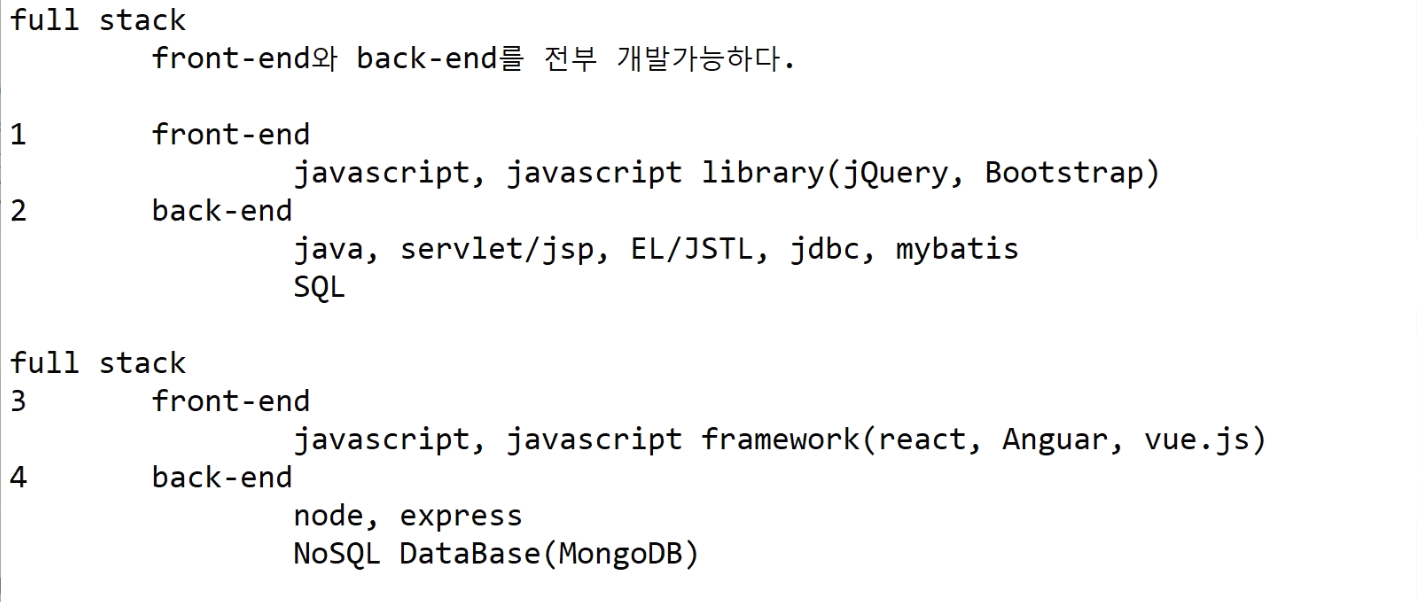 full stack
front-end와 back-end를 전부 개발가능하다.
1 front-end
javascript, javascript library(jQuery, Bootstrap)
2 back-end
java, servlet/jsp, EL/JSTL, jdbc, mybatis
SQL
full stack
3 front-end
javascript, javascript framework(react, Anguar, vue.js)
4 back-end
node, express
NoSQL DataBase(MongoDB)